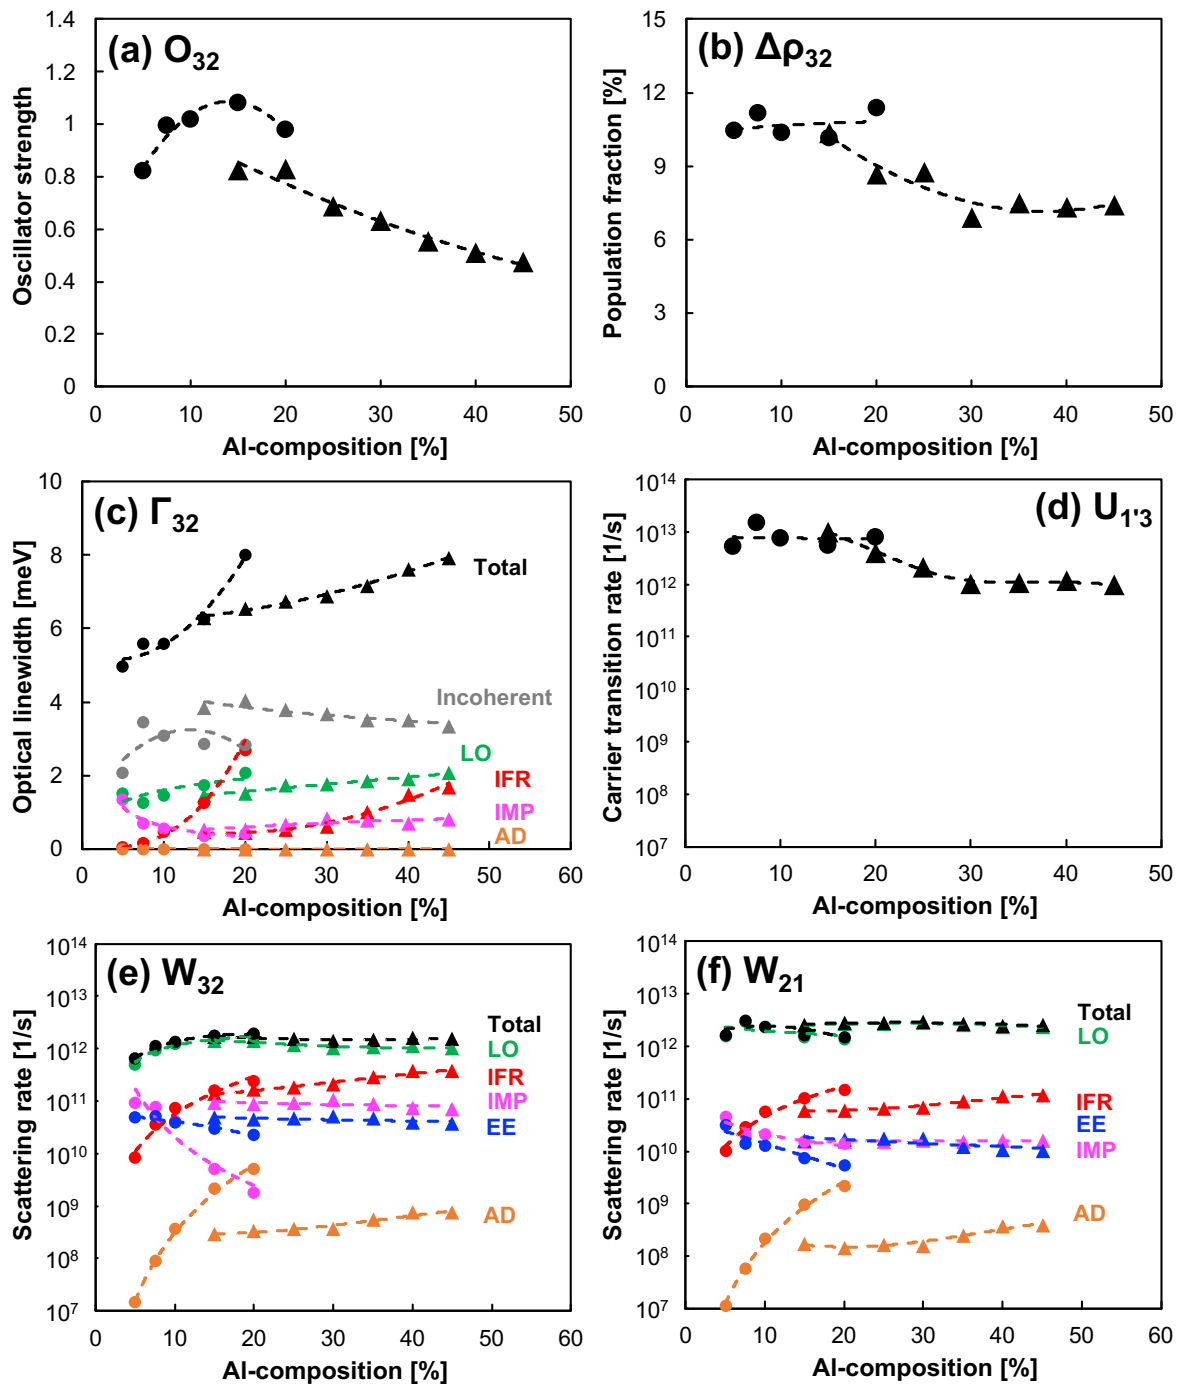 (a) O32
Oscillator strength
1.4
1.2
1
0.8
0.6
0.4
0.2
0
0 10 20 30 40 50
Al-composition [%]
(b) Δρ32
Population fraction [%]
15
12
9
6
3
0
0 10 20 30 40 50
Al-composition [%]
(c) Γ32
Optical linewidth [meV]
10
8
6
4
2
0
Total
Incoherent
LO
IFR
IMP
AD
0 10 20 30 40 50 60
Al-composition [%]
(d) U1'3
Carrier transition rate [1/s]
10^14
10^13
10^12
10^11
10^10
10^9
10^8
10^7
0 10 20 30 40 50
Al-composition [%]
(e) W32
Scattering rate [1/s]
10^14
10^13
10^12
10^11
10^10
10^9
10^8
10^7
Total
LO
IFR
IMP
EE
AD
0 10 20 30 40 50 60
Al-composition [%]
(f) W21
Scattering rate [1/s]
10^14
10^13
10^12
10^11
10^10
10^9
10^8
10^7
Total
LO
IFR
EE
IMP
AD
0 10 20 30 40 50 60
Al-composition [%]